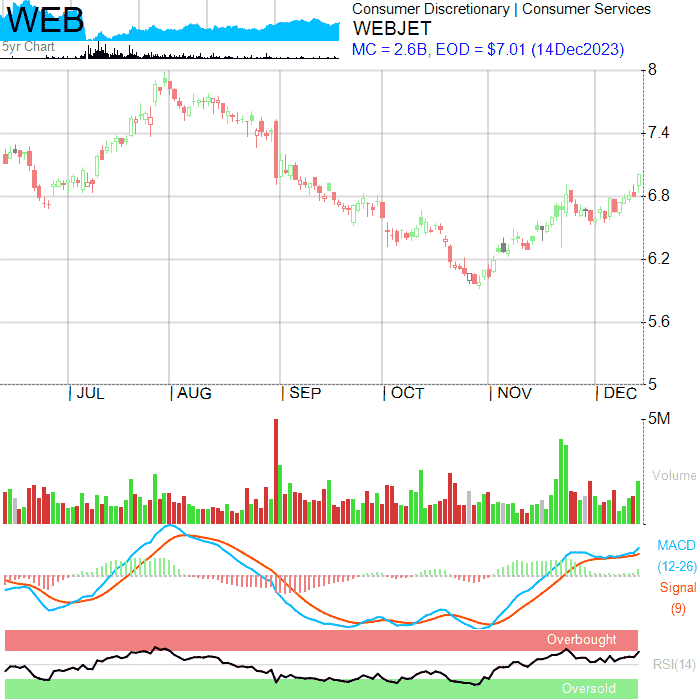 WEB
5yr Chart
Consumer Discretionary | Consumer Services
WEBJET
MC = 2.6B, EOD = $7.01 (14Dec2023)
8
7.4
6.8
6.2
5.6
5
JUL AUG SEP OCT NOV DEC
5M
Volume
MACD
(12-26)
Signal
(9)
Overbought
RSI(14)
Oversold